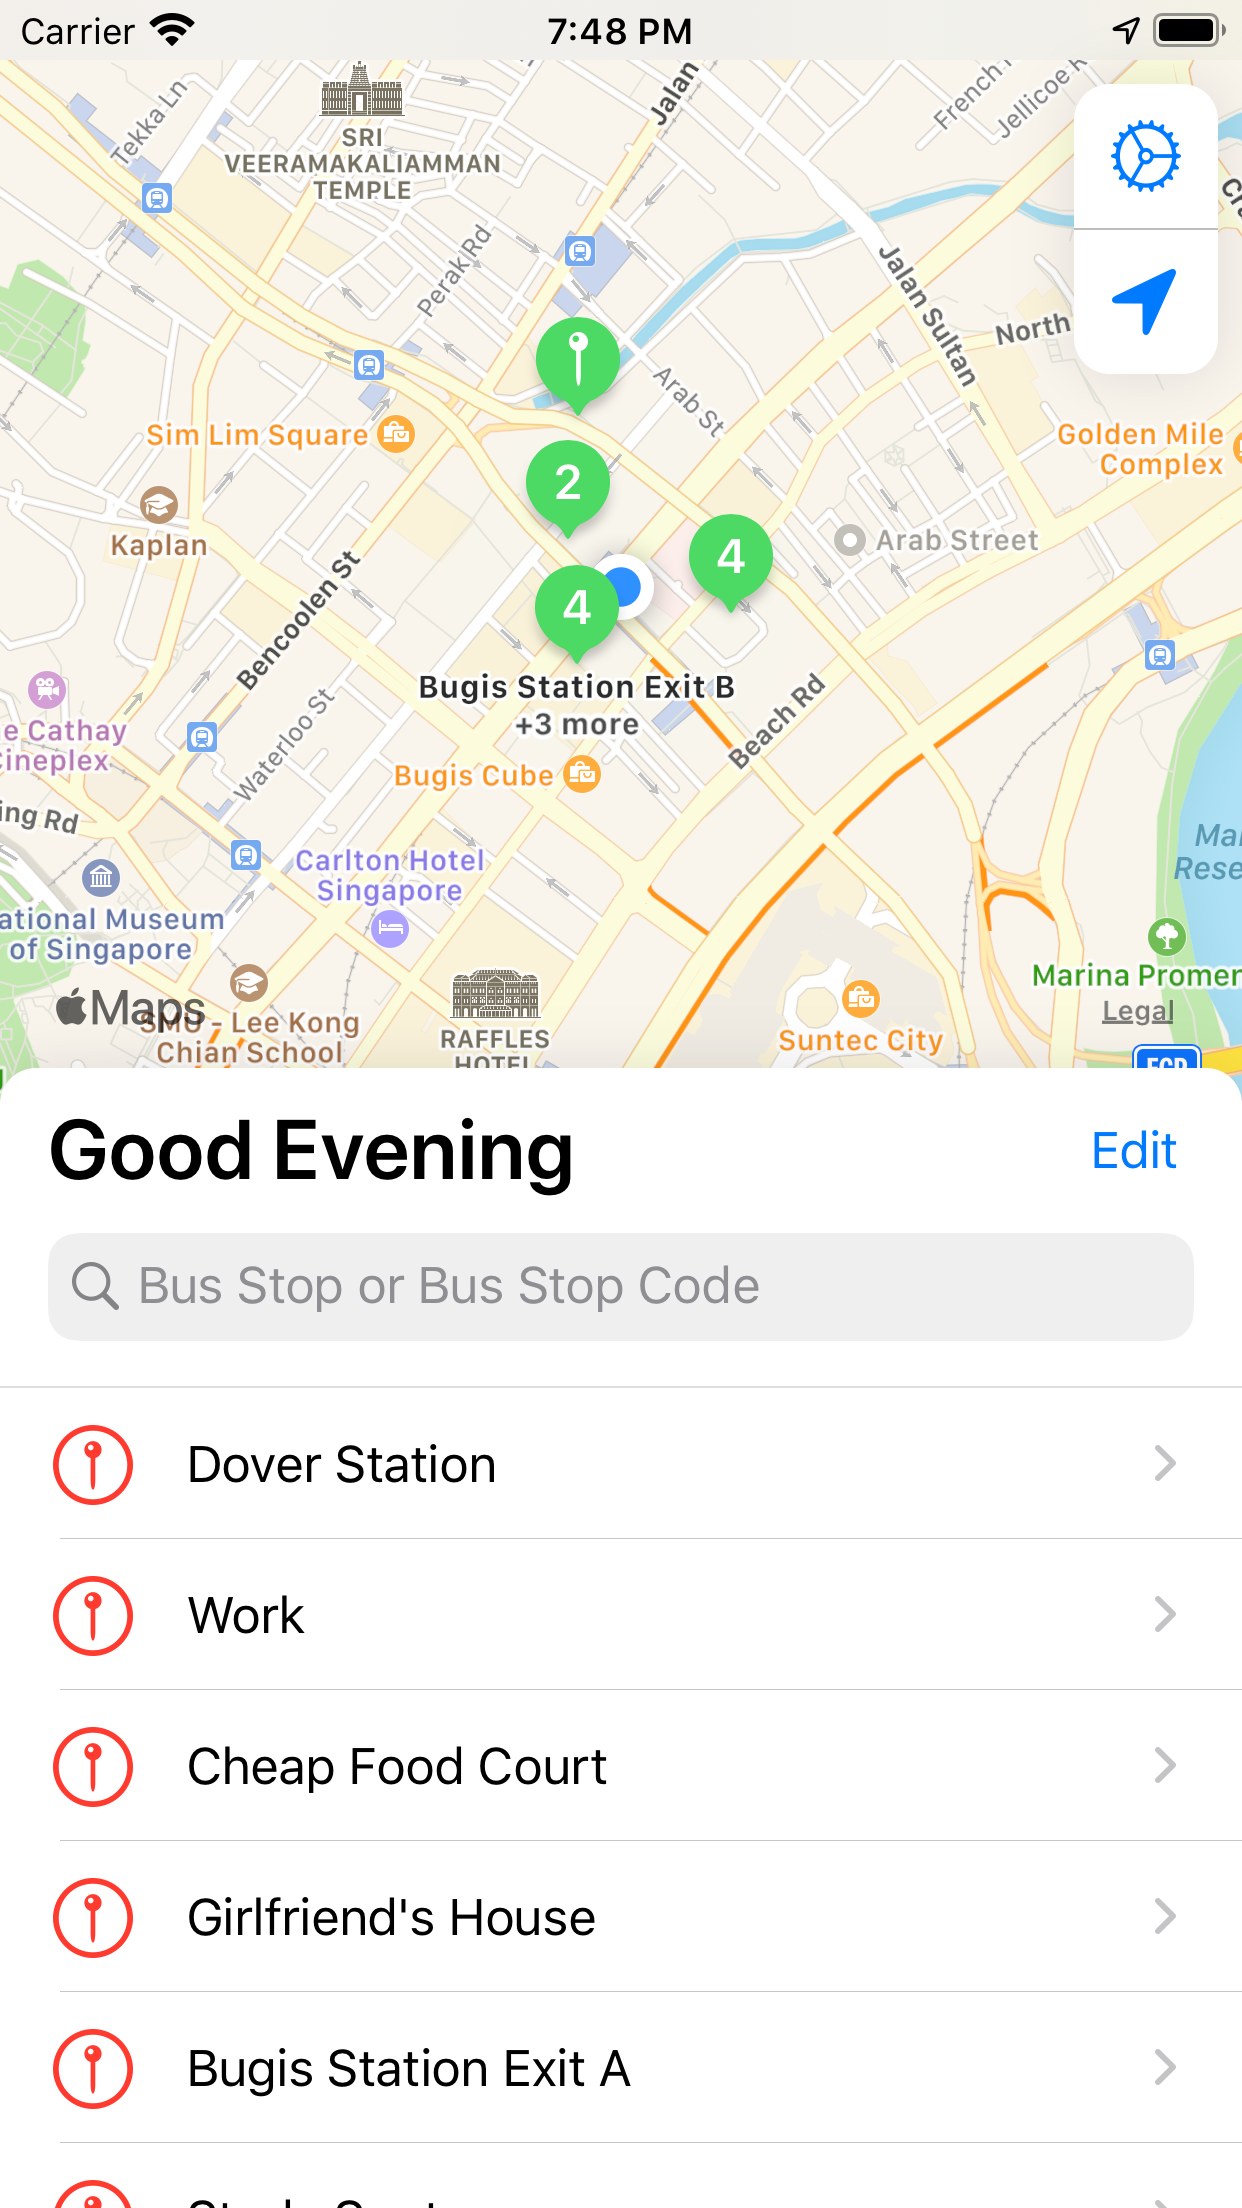 Carrier
7:48 PM
Tekka Ln
SRI
VEERAMAKALIAMMAN
TEMPLE
Jalan
French
Jellicoe
Perak Rd
Jalan Sultan
North
Arab St
Sim Lim Square
Golden Mile
Complex
2
4
4
Kaplan
Arab Street
Bencoolen St
Bugis Station Exit B
+3 more
Beach Rd
Waterloo St
e Cathay
ineplex
Bugis Cube
ing Rd
Carlton Hotel
Singapore
Mar
Rese
ational Museum
of Singapore
Marina Promen
Legal
Maps
SMU - Lee Kong
Chian School
RAFFLES
HOTEL
Suntec City
ECP
Good Evening
Edit
Bus Stop or Bus Stop Code
Dover Station
Work
Cheap Food Court
Girlfriend's House
Bugis Station Exit A